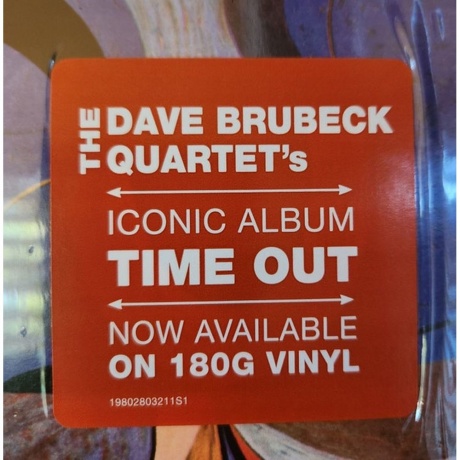 THE
DAVE BRUBECK
QUARTET's
ICONIC ALBUM
TIME OUT
NOW AVAILABLE
ON 180G VINYL
19802803211S1